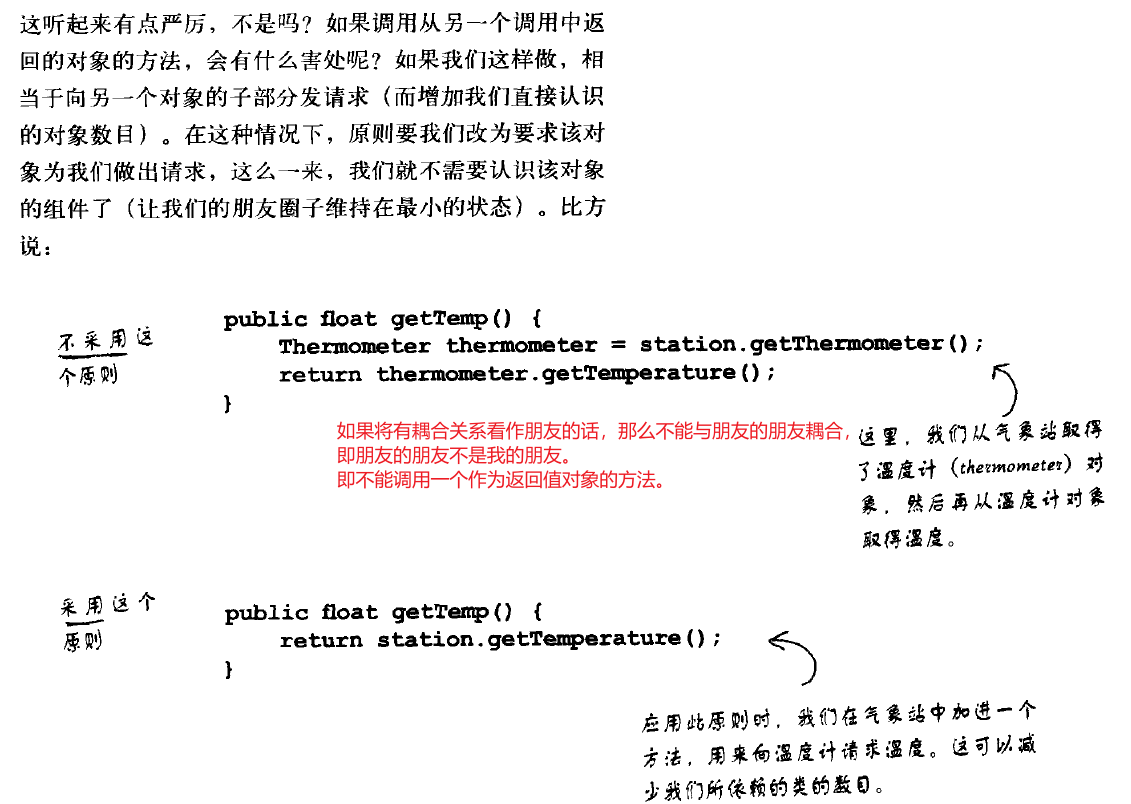 这听起来有点严厉，不是吗？如果调用从另一个调用中返
回的对象的方法，会有什么害处呢？如果我们这样做，相
当于向另一个对象的子部分发请求（而增加我们直接认识
的对象数目）。在这种情况下，原则要我们改为要求该对
象为我们做出请求，这么一来，我们就不需要认识该对象
的组件了（让我们的朋友圈子维持在最小的状态）。比方
说：
不采用这
个原则
public float getTemp() {
    Thermometer thermometer = station.getThermometer();
    return thermometer.getTemperature();
}
如果将有耦合关系看作朋友的话，那么不能与朋友的朋友耦合，
即朋友的朋友不是我的朋友。
即不能调用一个作为返回值对象的方法。
这里，我们从气象站取得
了温度计（thermometer）对
象，然后再从温度计对象
取得温度。
采用这个
原则
public float getTemp() {
    return station.getTemperature();
}
应用此原则时，我们在气象站中加进一个
方法，用来向温度计请求温度。这可以减
少我们所依赖的类的数目。